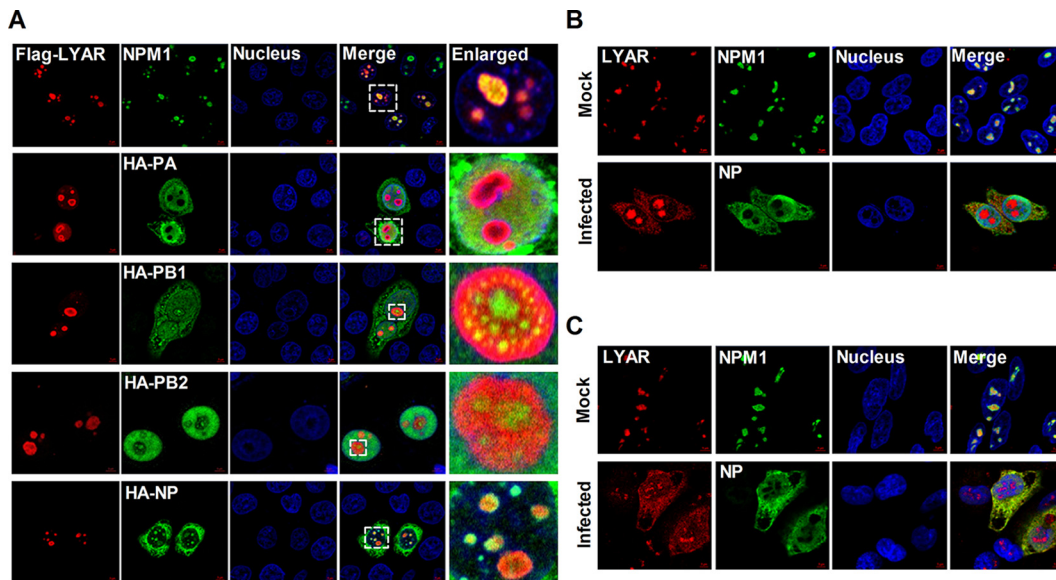 A
Flag-LYAR NPM1 Nucleus Merge Enlarged
HA-PA
HA-PB1
HA-PB2
HA-NP
B
LYAR NPM1 Nucleus Merge
Mock
NP
Infected
C
LYAR NPM1 Nucleus Merge
Mock
NP
Infected